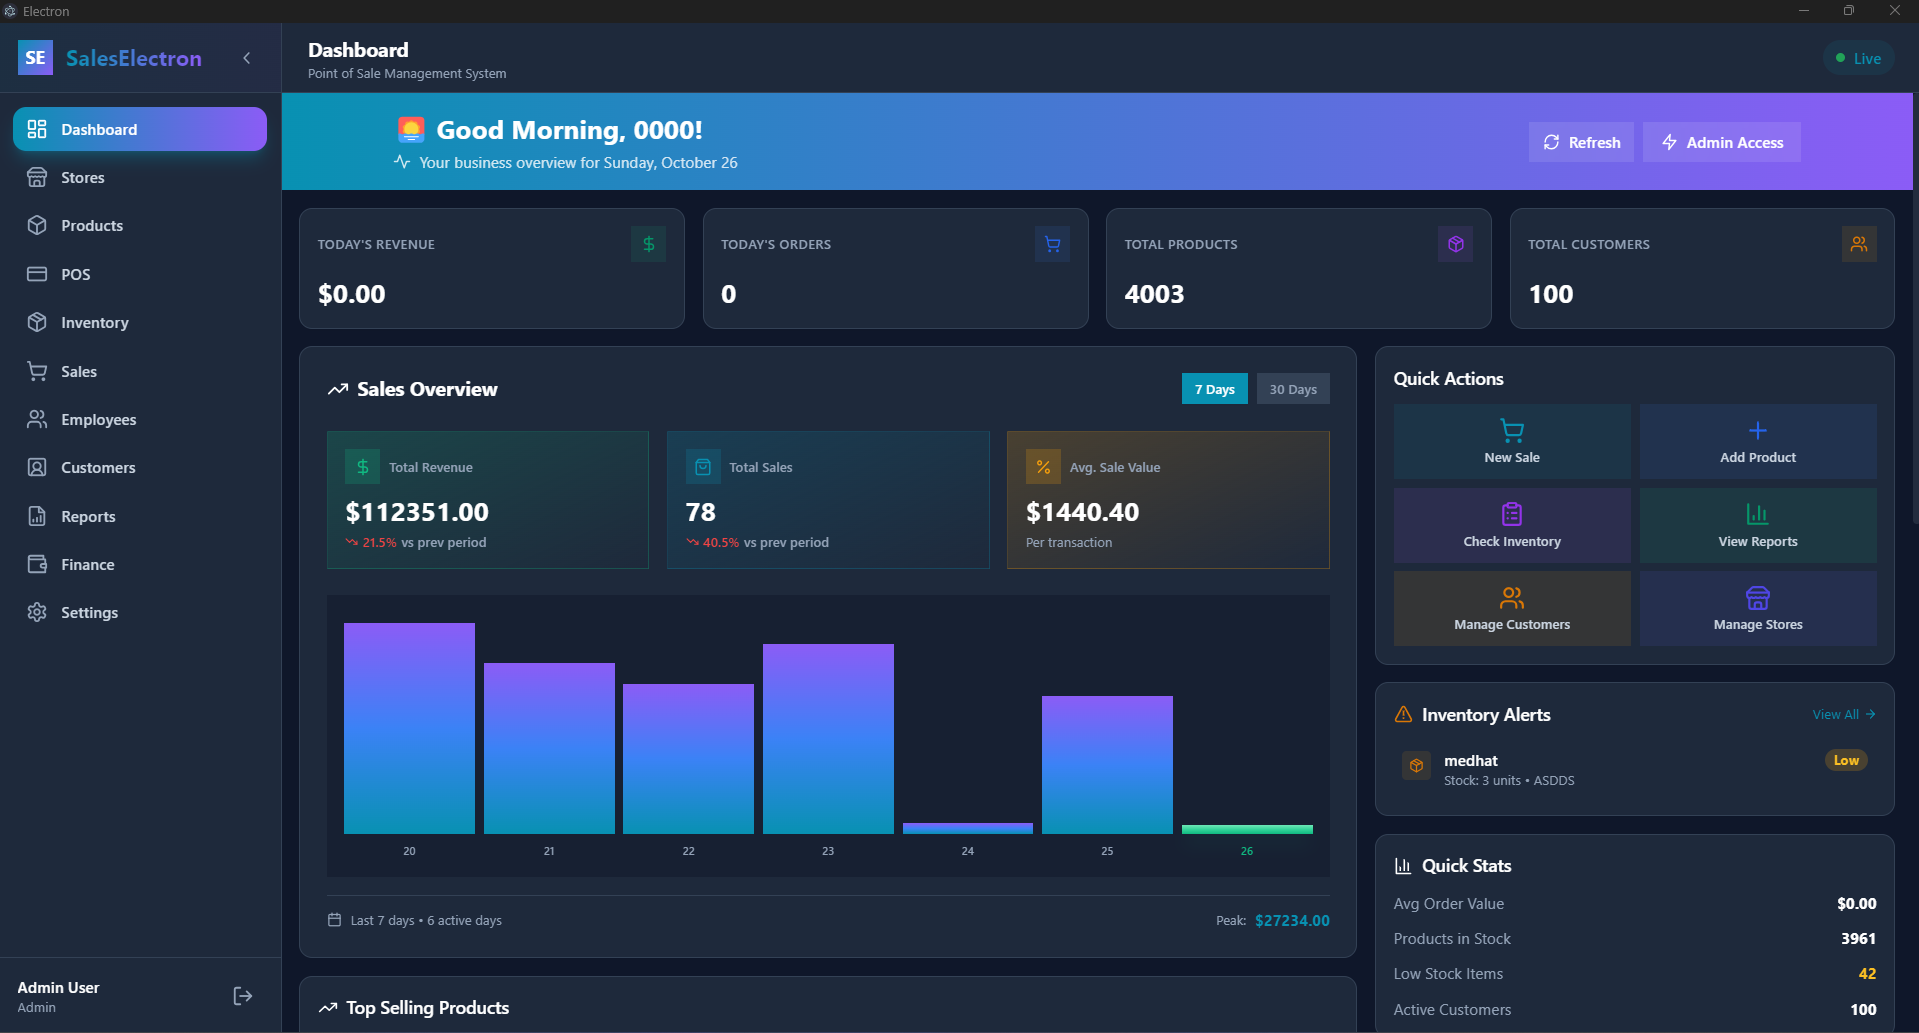 Electron
SE SalesElectron
Dashboard
Stores
Products
POS
Inventory
Sales
Employees
Customers
Reports
Finance
Settings
Admin User
Admin
Dashboard
Point of Sale Management System
Live
Good Morning, 0000!
Your business overview for Sunday, October 26
Refresh
Admin Access
TODAY'S REVENUE
$0.00
TODAY'S ORDERS
0
TOTAL PRODUCTS
4003
TOTAL CUSTOMERS
100
Sales Overview
7 Days
30 Days
Total Revenue
$112351.00
21.5% vs prev period
Total Sales
78
40.5% vs prev period
Avg. Sale Value
$1440.40
Per transaction
20 21 22 23 24 25 26
Last 7 days • 6 active days
Peak: $27234.00
Top Selling Products
Quick Actions
New Sale
Add Product
Check Inventory
View Reports
Manage Customers
Manage Stores
Inventory Alerts
View All
medhat
Stock: 3 units • ASDDS
Low
Quick Stats
Avg Order Value $0.00
Products in Stock 3961
Low Stock Items 42
Active Customers 100